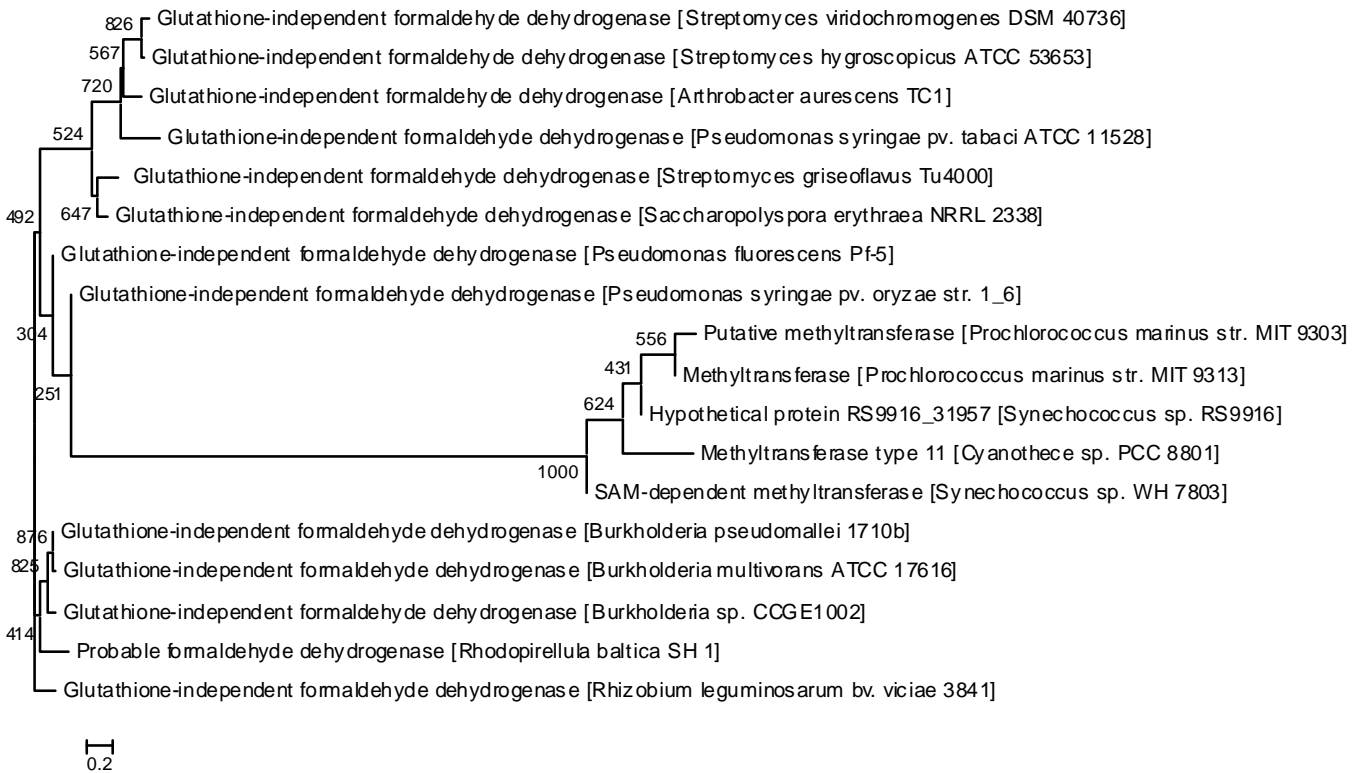 826
Glutathione-independent formaldehyde dehydrogenase [Streptomyces viridochromogenes DSM 40736]
567
Glutathione-independent formaldehyde dehydrogenase [Streptomyces hygroscopicus ATCC 53653]
720
Glutathione-independent formaldehyde dehydrogenase [Arthrobacter aurescens TC1]
524
Glutathione-independent formaldehyde dehydrogenase [Pseudomonas syringae pv. tabaci ATCC 11528]
Glutathione-independent formaldehyde dehydrogenase [Streptomyces griseoflavus Tu4000]
492
647
Glutathione-independent formaldehyde dehydrogenase [Saccharopolyspora erythraea NRRL 2338]
Glutathione-independent formaldehyde dehydrogenase [Pseudomonas fluorescens Pf-5]
Glutathione-independent formaldehyde dehydrogenase [Pseudomonas syringae pv. oryzae str. 1_6]
304
556
Putative methyltransferase [Prochlorococcus marinus str. MIT 9303]
431
Methyltransferase [Prochlorococcus marinus str. MIT 9313]
251
624
Hypothetical protein RS9916_31957 [Synechococcus sp. RS9916]
Methyltransferase type 11 [Cyanothece sp. PCC 8801]
1000
SAM-dependent methyltransferase [Synechococcus sp. WH 7803]
876
Glutathione-independent formaldehyde dehydrogenase [Burkholderia pseudomallei 1710b]
825
Glutathione-independent formaldehyde dehydrogenase [Burkholderia multivorans ATCC 17616]
Glutathione-independent formaldehyde dehydrogenase [Burkholderia sp. CCGE1002]
414
Probable formaldehyde dehydrogenase [Rhodopirellula baltica SH 1]
Glutathione-independent formaldehyde dehydrogenase [Rhizobium leguminosarum bv. viciae 3841]
0.2